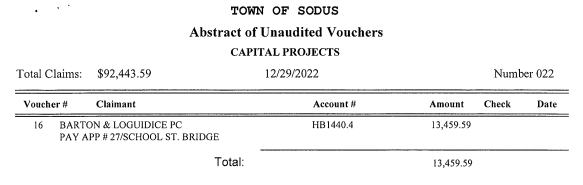 TOWN OF SODUS
Abstract of Unaudited Vouchers
CAPITAL PROJECTS
Total Claims: $92,443.59 12/29/2022 Number 022
Voucher # Claimant Account # Amount Check Date
16 BARTON & LOGUIDICE PC HB1440.4 13,459.59
PAY APP # 27/SCHOOL ST. BRIDGE
Total: 13,459.59